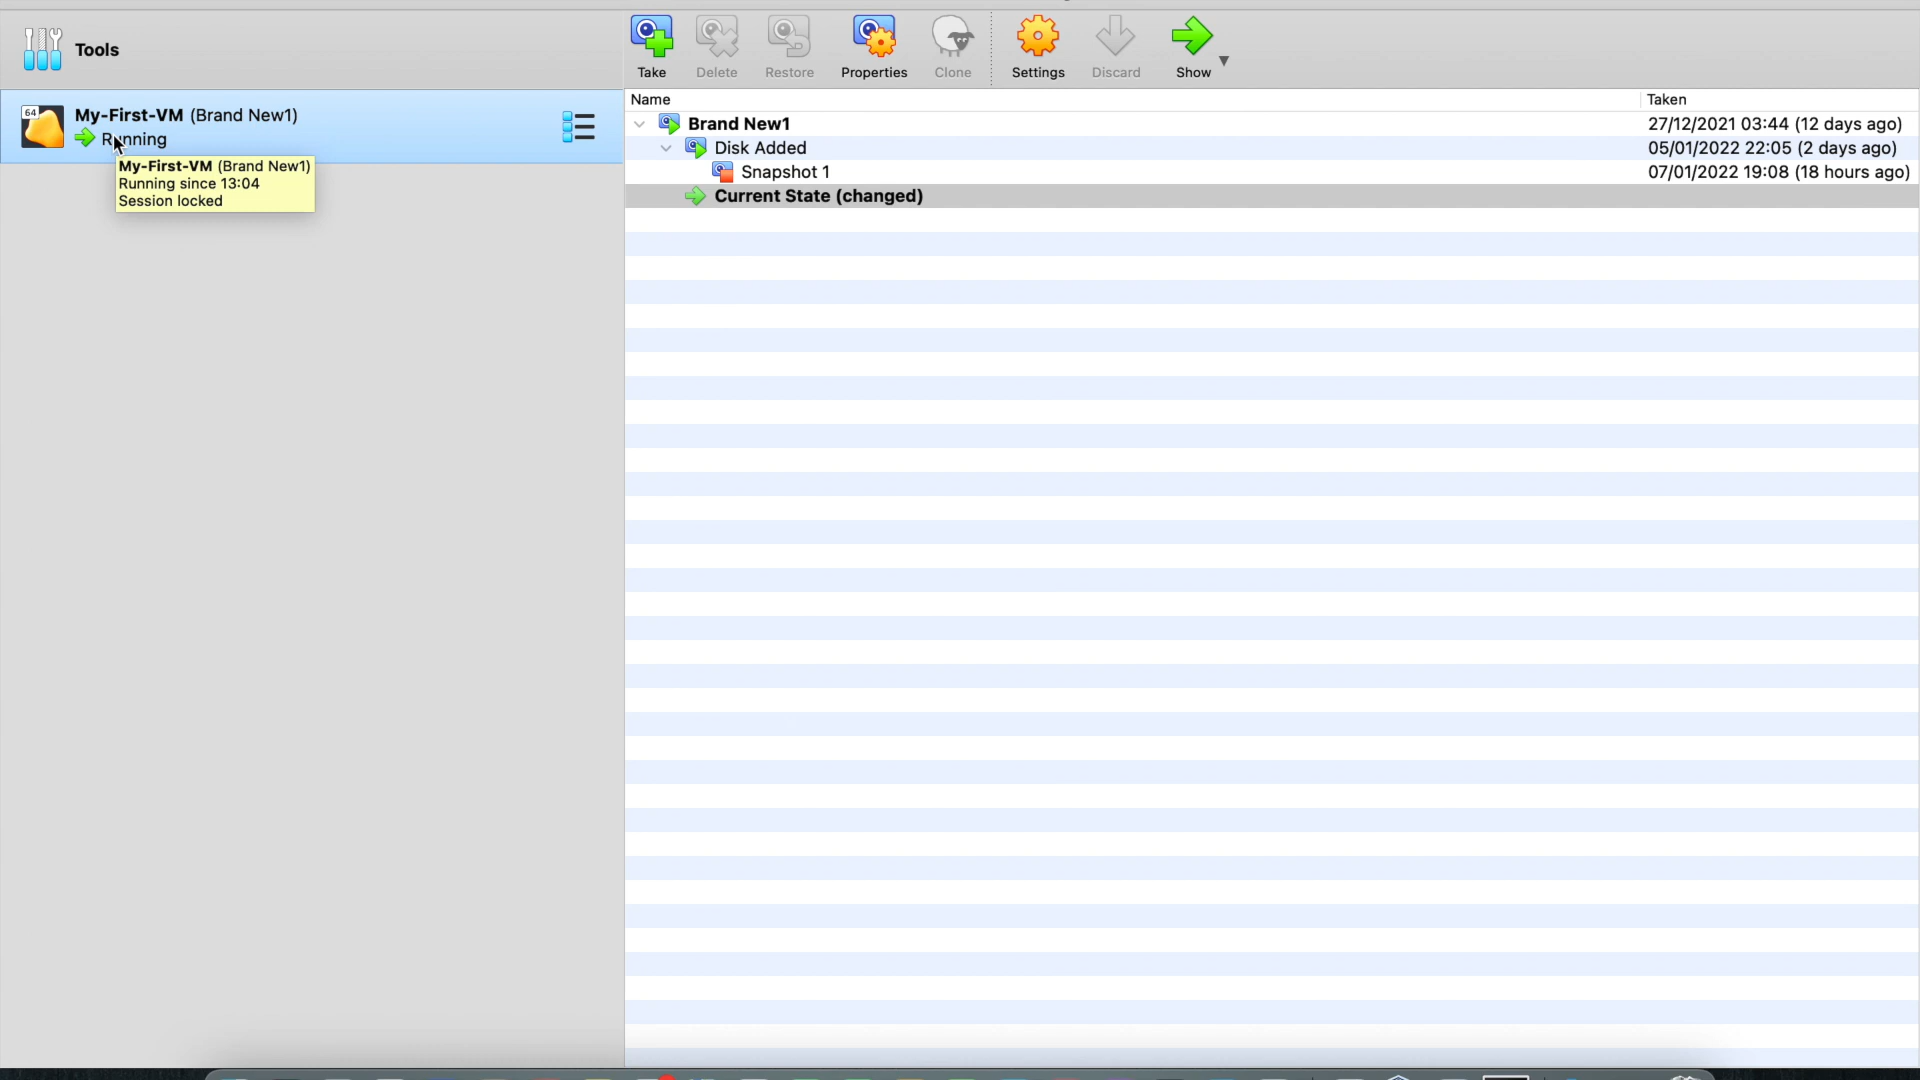 Tools
Take Delete Restore Properties Clone Settings Discard Show
64
My-First-VM (Brand New1)
Running
My-First-VM (Brand New1)
Running since 13:04
Session locked
Name Taken
Brand New1 27/12/2021 03:44 (12 days ago)
Disk Added 05/01/2022 22:05 (2 days ago)
Snapshot 1 07/01/2022 19:08 (18 hours ago)
Current State (changed)